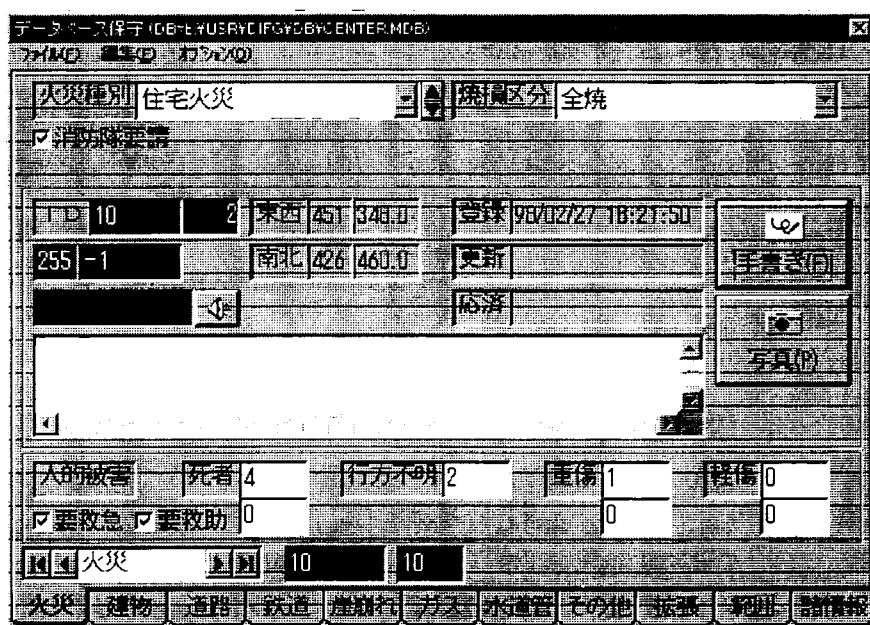 データベース保守 (DB=E:¥USR¥DIFG¥DB¥CENTER.MDB)
ファイル(F) 編集(E) オプション(O)
火災種別 住宅火災 焼損区分 全焼
消防隊要請
ID 10 2 東西 451 348.0 登録 98/02/27 18:21:50
255 -1 南北 426 460.0 更新
手書き(F)
応済
写真(P)
人的被害 死者 4 行方不明 2 重傷 1 軽傷 0
要救急 要救助 0 0 0
火災 10 10
火災 建物 道路 鉄道 崖崩れ ガス 水道管 その他 拡張 範囲 諸情報